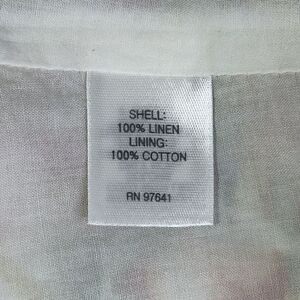 SHELL:
100% LINEN
LINING:
100% COTTON
RN 97641